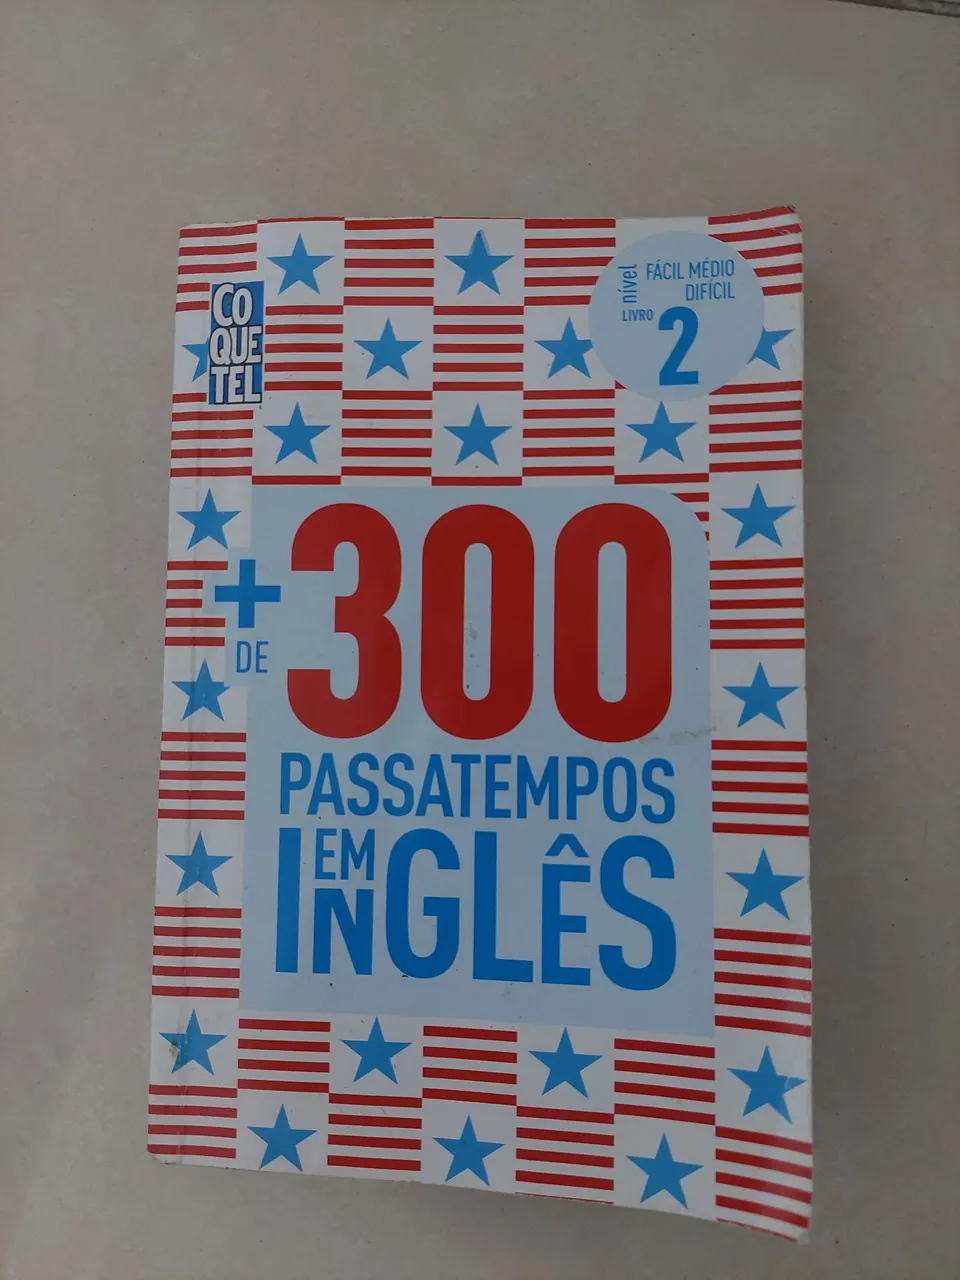 CO
QUE
TEL
nível
FÁCIL MÉDIO
DIFÍCIL
LIVRO 2
+ DE
300
PASSATEMPOS
EM
INGLÊS